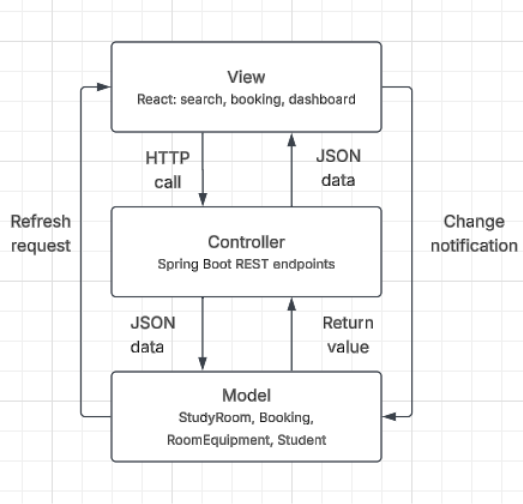 View
React: search, booking, dashboard
HTTP
call
JSON
data
Refresh
request
Change
notification
Controller
Spring Boot REST endpoints
JSON
data
Return
value
Model
StudyRoom, Booking,
RoomEquipment, Student